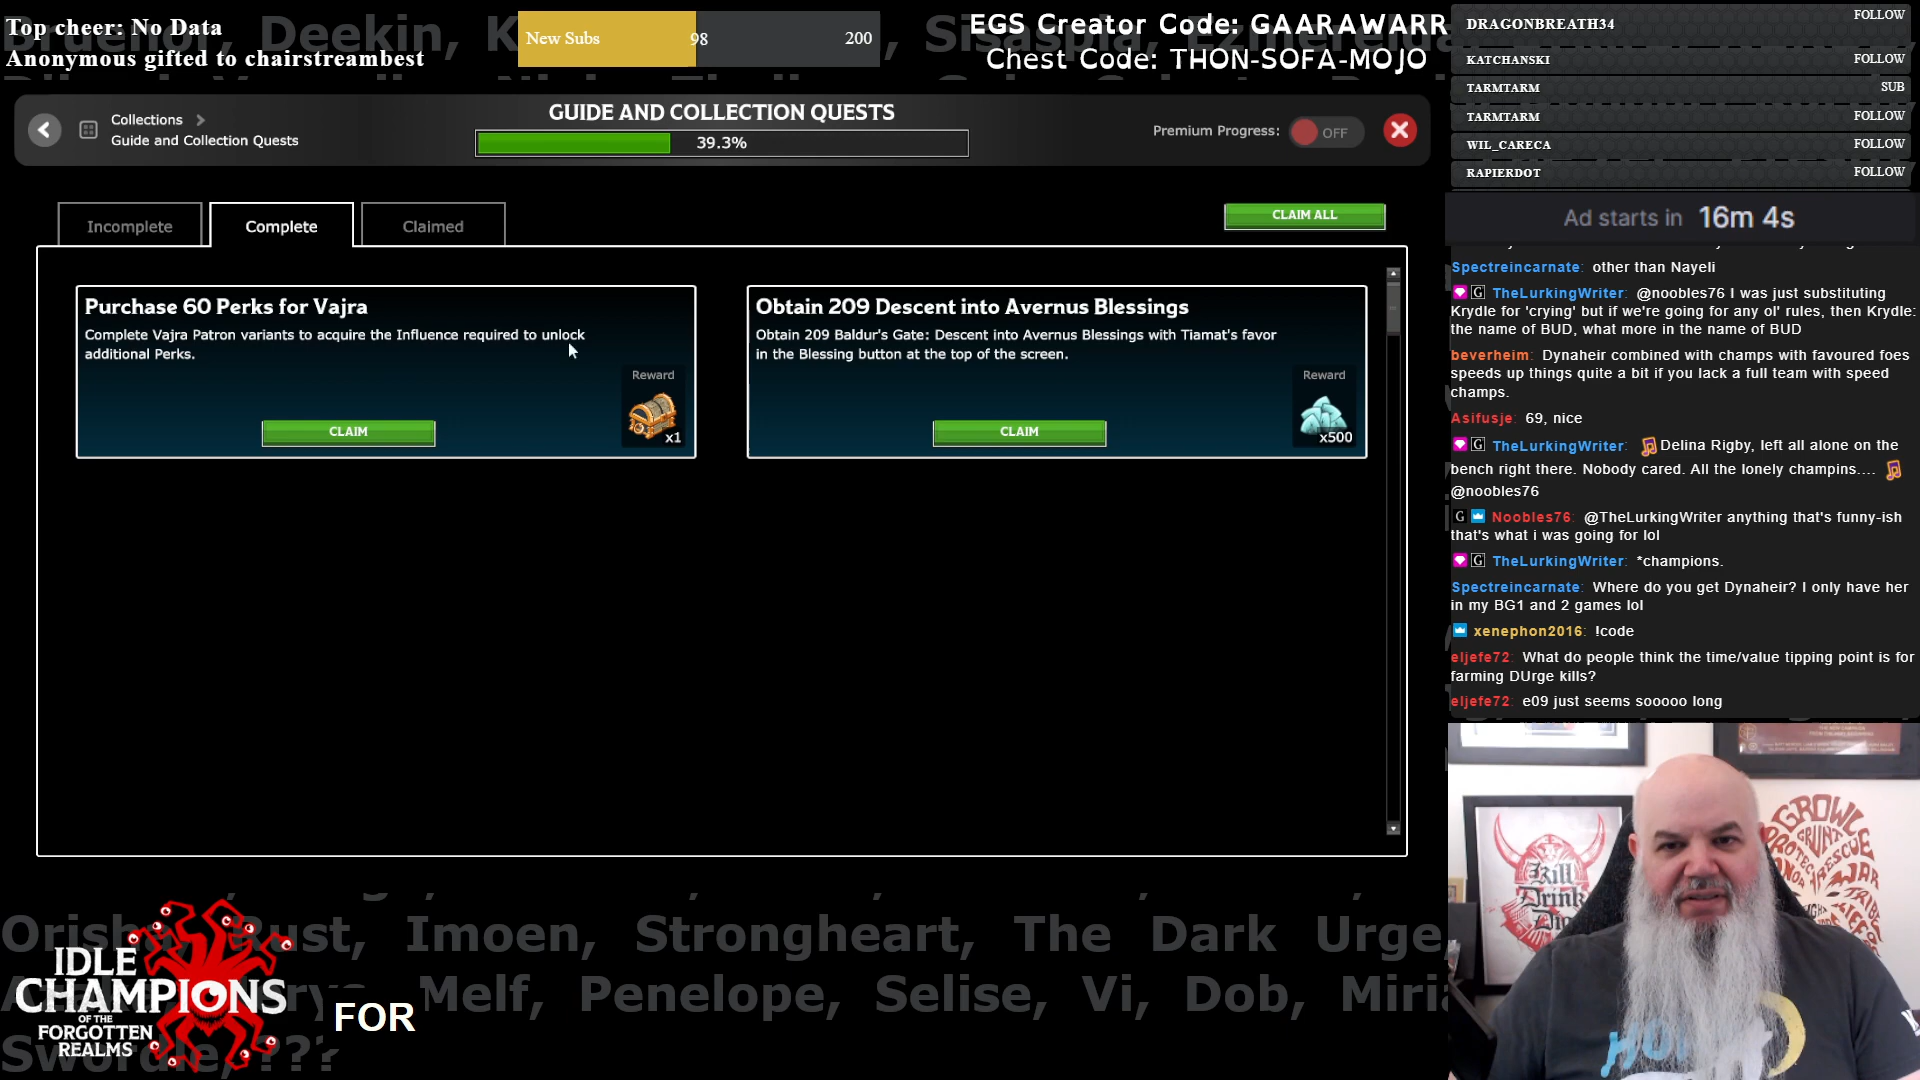 Top cheer: No Data
Anonymous gifted to chairstreambest
New Subs 98 200
EGS Creator Code: GAARAWARR
Chest Code: THON-SOFA-MOJO
Deekin,
Collections
Guide and Collection Quests
GUIDE AND COLLECTION QUESTS
39.3%
Premium Progress: OFF
Incomplete
Complete
Claimed
CLAIM ALL
Purchase 60 Perks for Vajra
Complete Vajra Patron variants to acquire the Influence required to unlock
additional Perks.
Reward
x1
CLAIM
Obtain 209 Descent into Avernus Blessings
Obtain 209 Baldur's Gate: Descent into Avernus Blessings with Tiamat's favor
in the Blessing button at the top of the screen.
Reward
x500
CLAIM
DRAGONBREATH34 FOLLOW
KATCHANSKI FOLLOW
TARMTARM SUB
TARMTARM FOLLOW
WIL_CARECA FOLLOW
RAPIERDOT FOLLOW
Ad starts in 16m 4s
Spectreincarnate: other than Nayeli
G TheLurkingWriter: @noobles76 I was just substituting
Krydle for 'crying' but if we're going for any ol' rules, then Krydle:
the name of BUD, what more in the name of BUD
beverheim: Dynaheir combined with champs with favoured foes
speeds up things quite a bit if you lack a full team with speed
champs.
Asifusje: 69, nice
G TheLurkingWriter: Delina Rigby, left all alone on the
bench right there. Nobody cared. All the lonely champins....
@noobles76
G Noobles76: @TheLurkingWriter anything that's funny-ish
that's what i was going for lol
G TheLurkingWriter: *champions.
Spectreincarnate: Where do you get Dynaheir? I only have her
in my BG1 and 2 games lol
xenephon2016: !code
eljefe72: What do people think the time/value tipping point is for
farming DUrge kills?
eljefe72: e09 just seems sooooo long
Imoen, Strongheart, The Dark Urge,
Melf, Penelope, Selise, Vi, Dob,
???
IDLE
CHAMPIONS
OF THE
FORGOTTEN
REALMS
FOR
Kill
Drink
GROWL
GRUNT
PROTECT
RESCUE
WAR